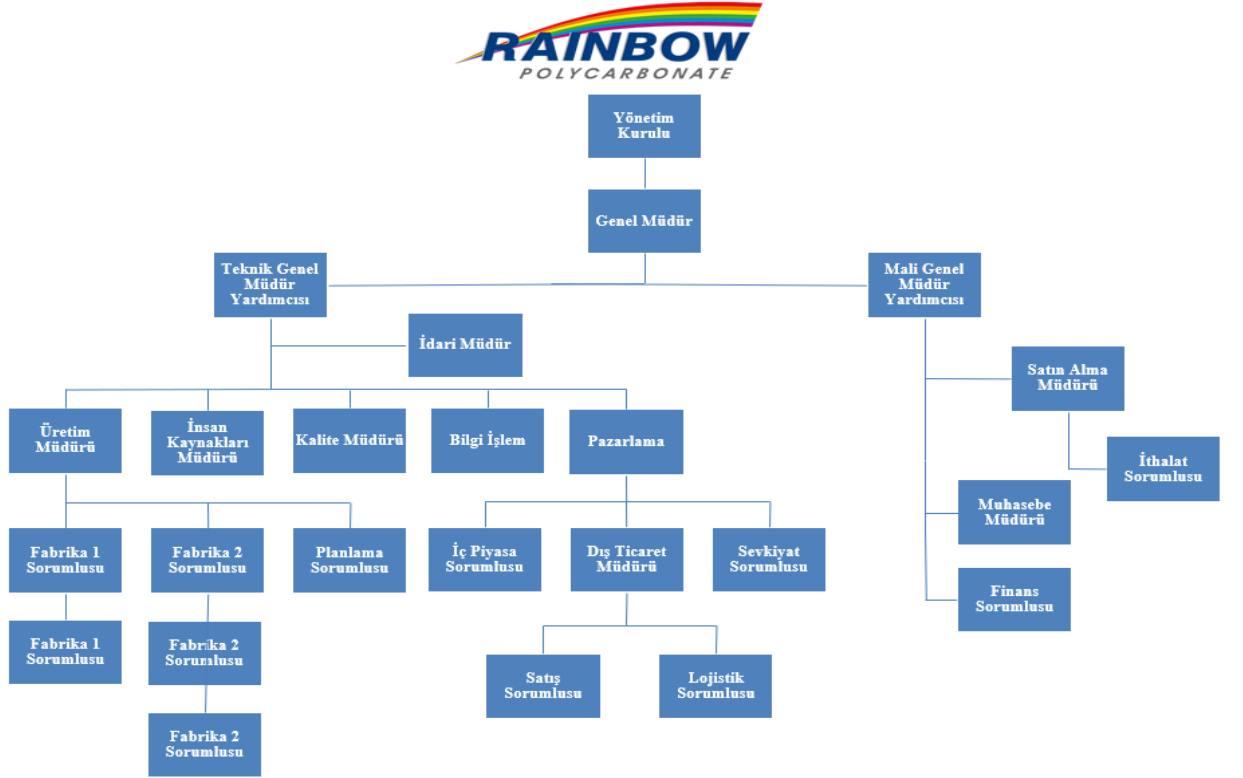 RAINBOW
POLYCARBONATE
Yönetim
Kurulu
Genel Müdür
Teknik Genel
Müdür
Yardımcısı
Mali Genel
Müdür
Yardımcısı
İdari Müdür
Satın Alma
Müdürü
Üretim
Müdürü
İnsan
Kaynakları
Müdürü
Kalite Müdürü
Bilgi İşlem
Pazarlama
İthalat
Sorumlusu
Muhasebe
Müdürü
Fabrika 1
Sorumlusu
Fabrika 2
Sorumlusu
Planlama
Sorumlusu
İç Piyasa
Sorumlusu
Dış Ticaret
Müdürü
Sevkiyat
Sorumlusu
Finans
Sorumlusu
Fabrika 1
Sorumlusu
Fabrika 2
Sorumlusu
Satış
Sorumlusu
Lojistik
Sorumlusu
Fabrika 2
Sorumlusu